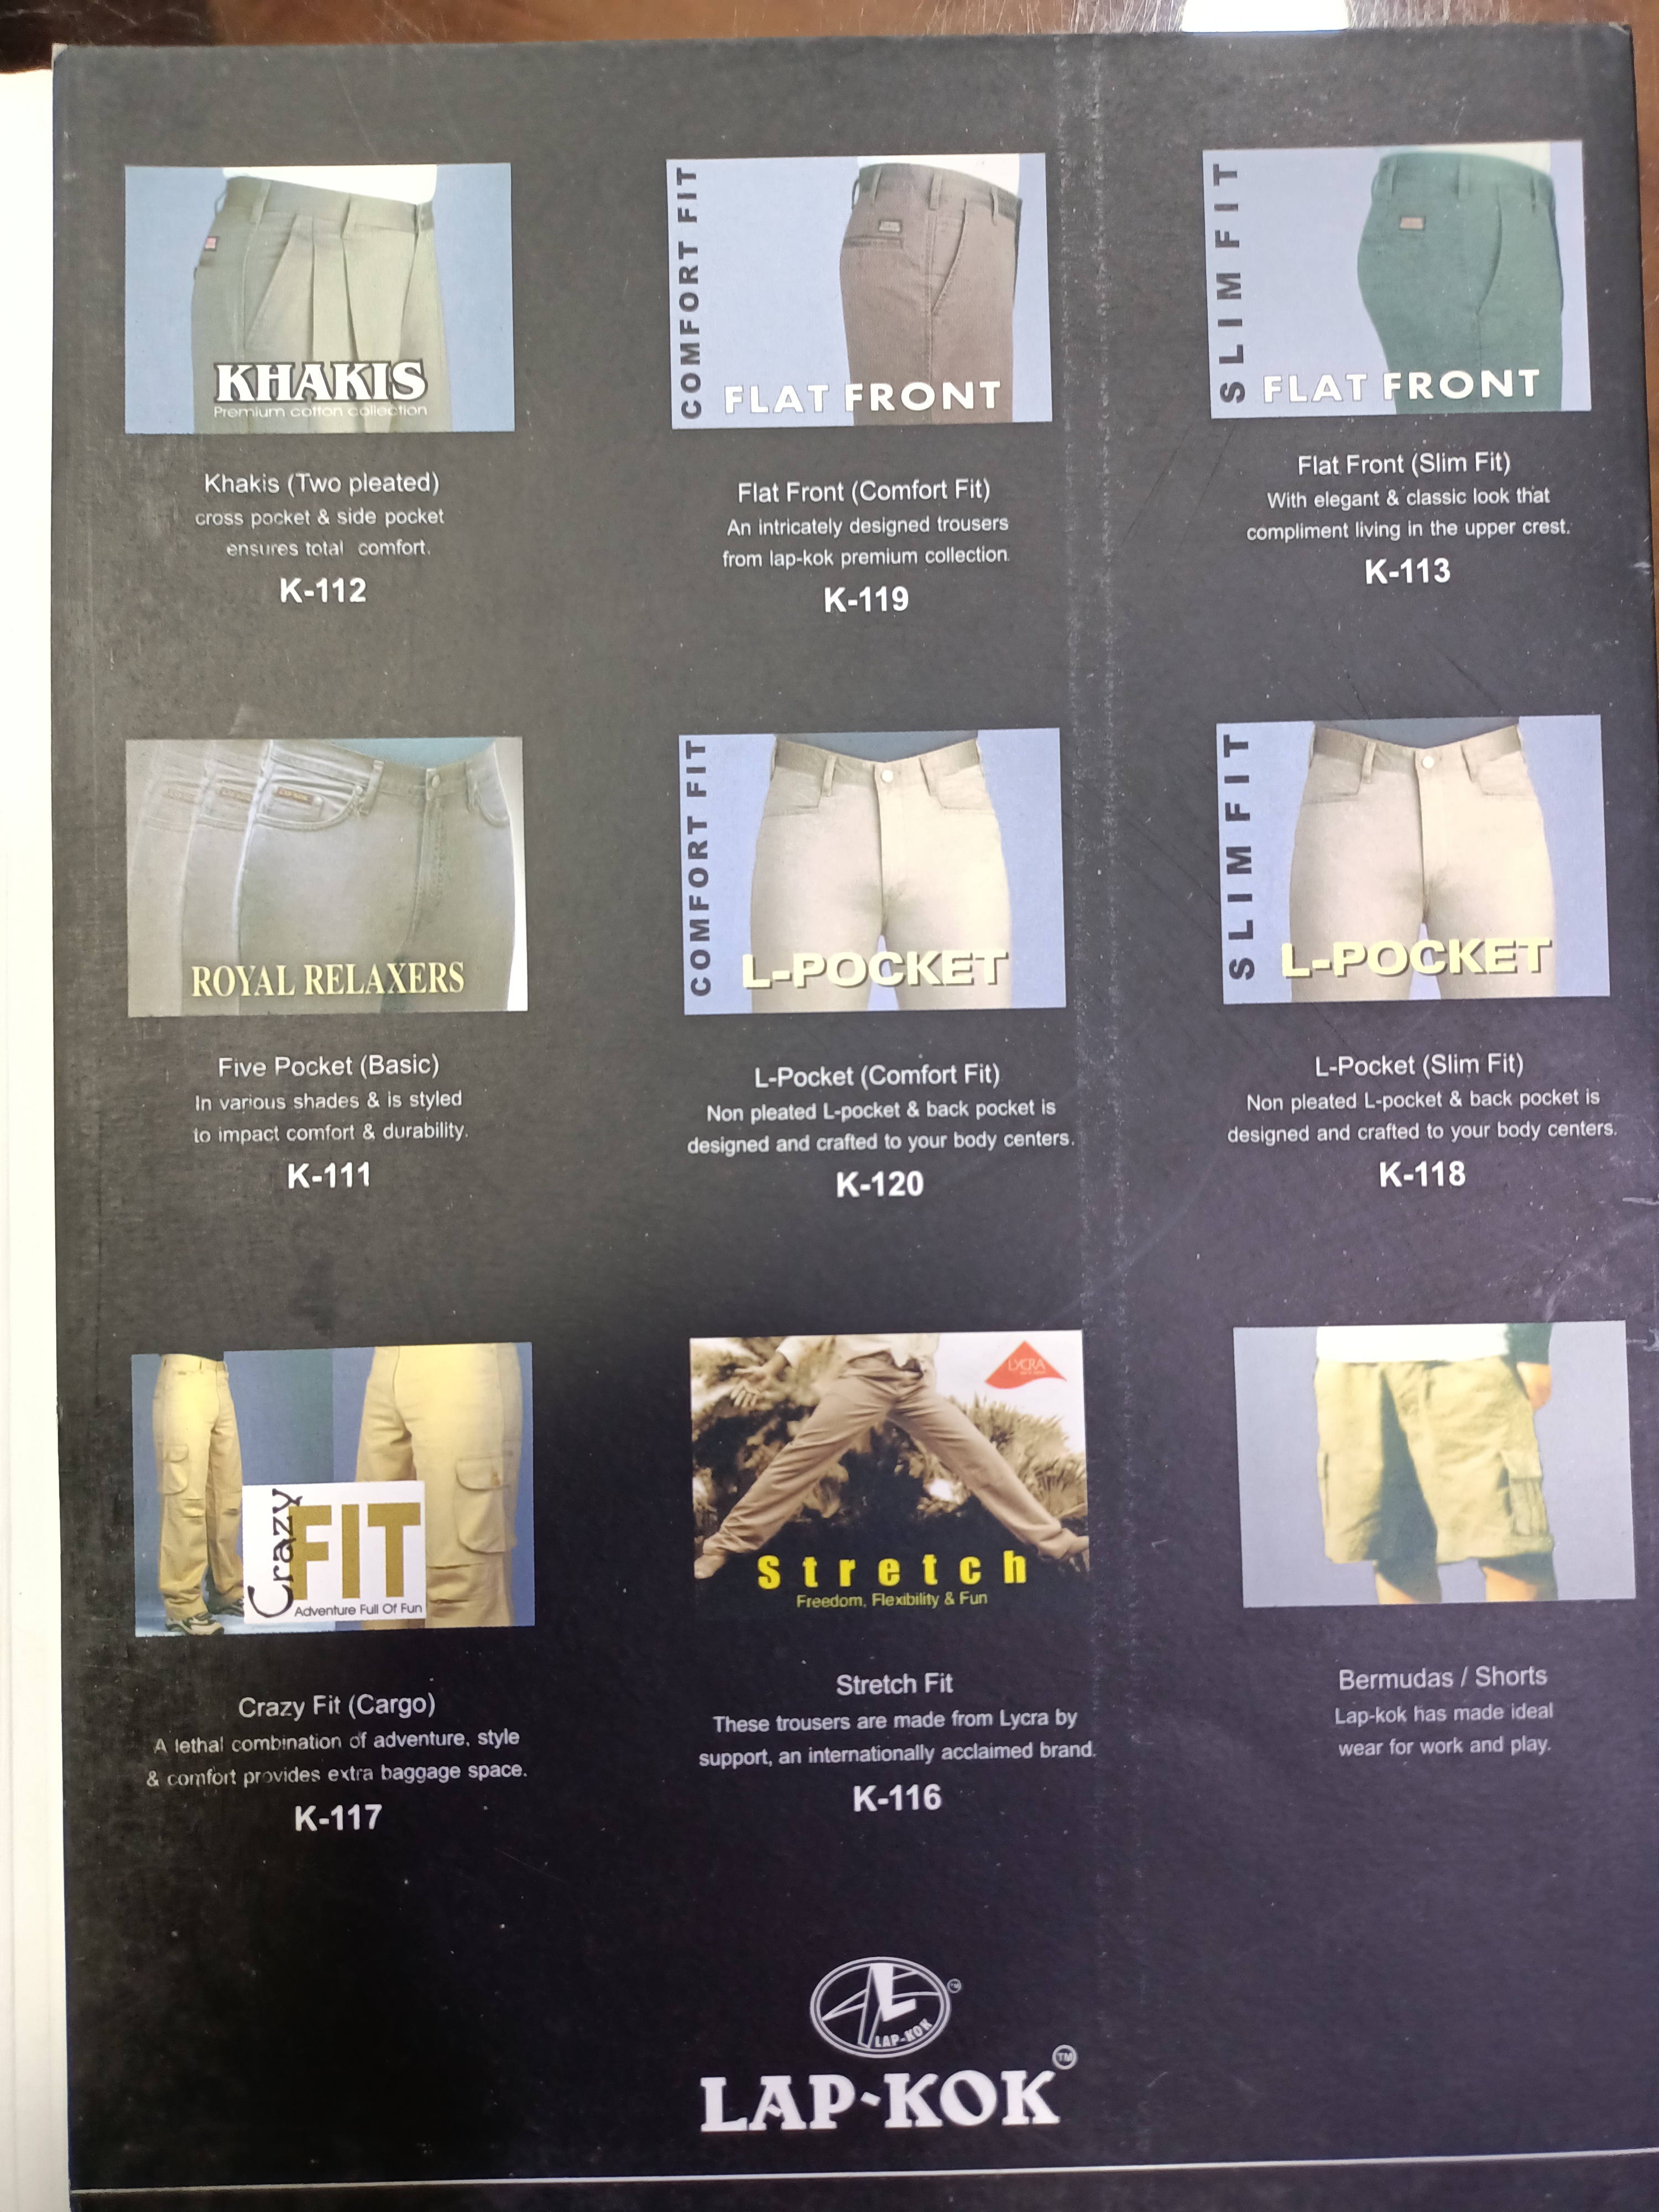 KHAKIS
Premium cotton collection
Khakis (Two pleated)
cross pocket & side pocket
ensures total comfort.
K-112
COMFORT FIT
FLAT FRONT
Flat Front (Comfort Fit)
An intricately designed trousers
from lap-kok premium collection.
K-119
SLIM FIT
FLAT FRONT
Flat Front (Slim Fit)
With elegant & classic look that
compliment living in the upper crest.
K-113
LAP-KOK
ROYAL RELAXERS
Five Pocket (Basic)
In various shades & is styled
to impact comfort & durability.
K-111
COMFORT FIT
L-POCKET
L-Pocket (Comfort Fit)
Non pleated L-pocket & back pocket is
designed and crafted to your body centers.
K-120
SLIM FIT
L-POCKET
L-Pocket (Slim Fit)
Non pleated L-pocket & back pocket is
designed and crafted to your body centers.
K-118
Crazy
FIT
Adventure Full Of Fun
Crazy Fit (Cargo)
A lethal combination of adventure, style
& comfort provides extra baggage space.
K-117
LYCRA
Stretch
Freedom, Flexibility & Fun
Stretch Fit
These trousers are made from Lycra by
support, an internationally acclaimed brand.
K-116
Bermudas / Shorts
Lap-kok has made ideal
wear for work and play.
L
LAP-KOK
TM
LAP-KOK
TM